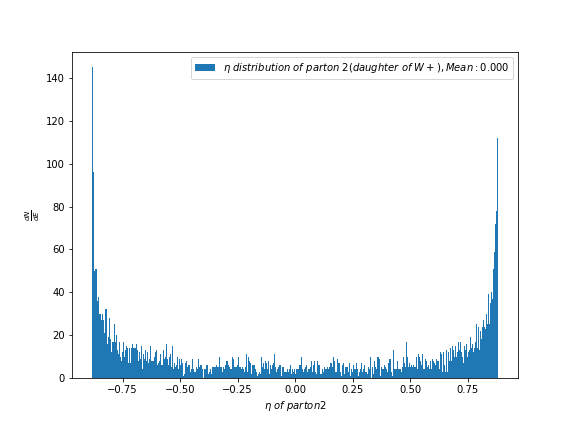 η distribution of parton 2(daughter of W + ), Mean : 0.000
140
120
100
80
60
40
20
0
dN
dE
−0.75 −0.50 −0.25 0.00 0.25 0.50 0.75
η of parton2